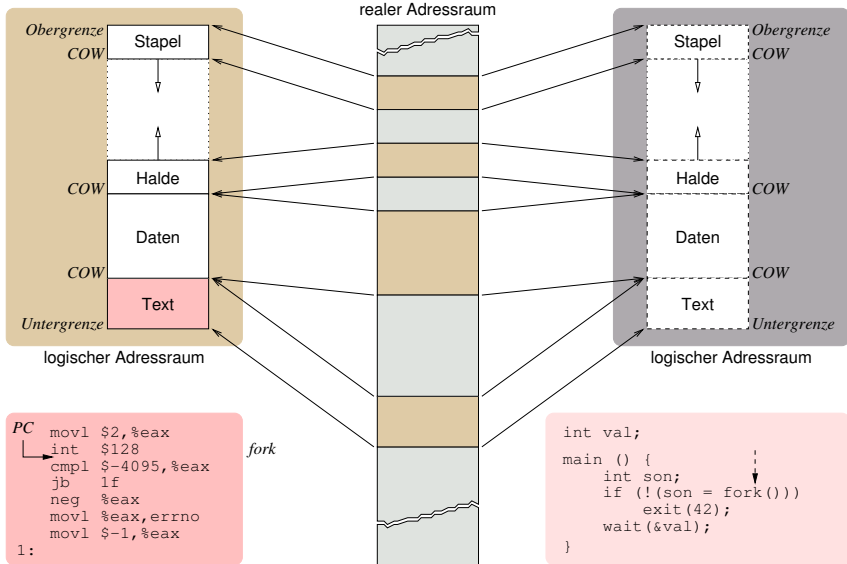 realer Adressraum
Obergrenze
Stapel
COW
Halde
COW
Daten
COW
Text
Untergrenze
logischer Adressraum
Stapel
Obergrenze
COW
Halde
COW
Daten
COW
Text
Untergrenze
logischer Adressraum
PC
movl $2,%eax
int $128
fork
cmpl $-4095,%eax
jb 1f
neg %eax
movl %eax,errno
movl $-1,%eax
1:
int val;
main () {
int son;
if (!(son = fork()))
exit(42);
wait(&val);
}